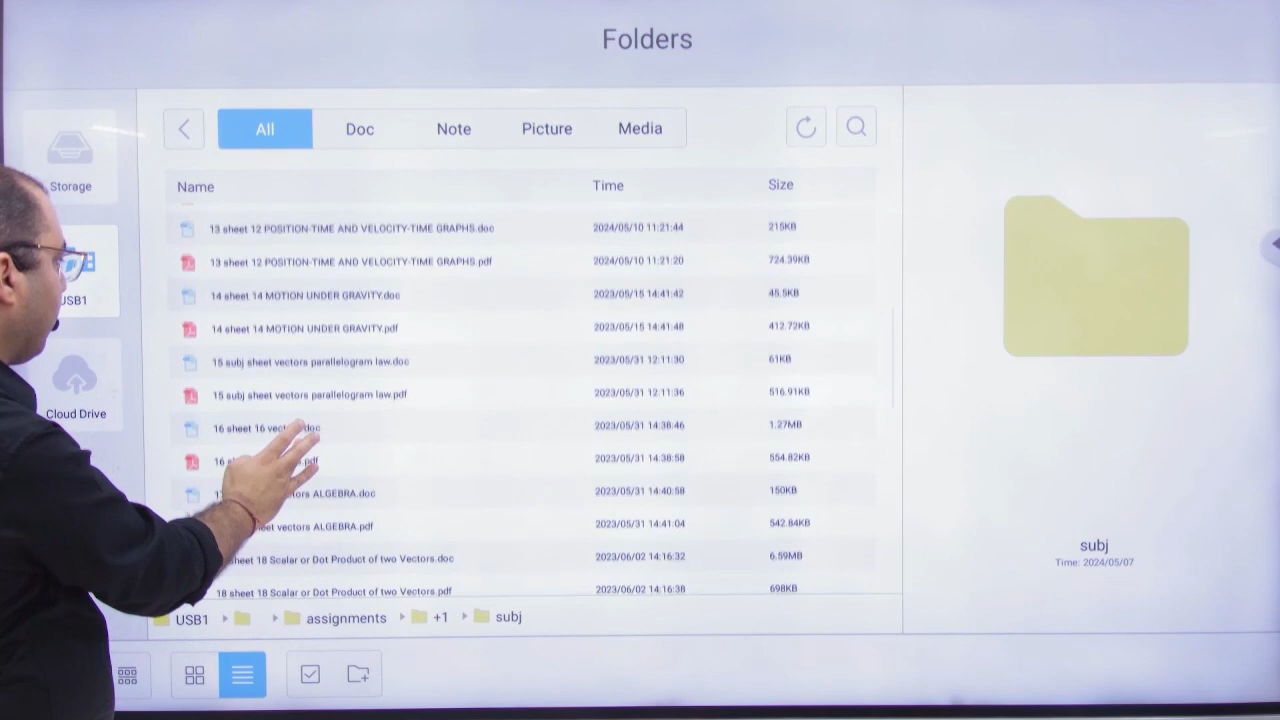 Folders
All Doc Note Picture Media
Storage
USB1
Cloud Drive
Name Time Size
13 sheet 12 POSITION-TIME AND VELOCITY-TIME GRAPHS.doc 2024/05/10 11:21:44 215KB
13 sheet 12 POSITION-TIME AND VELOCITY-TIME GRAPHS.pdf 2024/05/10 11:21:20 724.39KB
14 sheet 14 MOTION UNDER GRAVITY.doc 2023/05/15 14:41:42 45.5KB
14 sheet 14 MOTION UNDER GRAVITY.pdf 2023/05/15 14:41:48 412.72KB
15 subj sheet vectors parallelogram law.doc 2023/05/31 12:11:30 61KB
15 subj sheet vectors parallelogram law.pdf 2023/05/31 12:11:36 516.91KB
16 sheet 16 doc 2023/05/31 14:38:46 1.27MB
16 .pdf 2023/05/31 14:38:58 554.82KB
ALGEBRA.doc 2023/05/31 14:40:58 150KB
vectors ALGEBRA.pdf 2023/05/31 14:41:04 542.84KB
sheet 18 Scalar or Dot Product of two Vectors.doc 2023/06/02 14:16:32 6.59MB
18 sheet 18 Scalar or Dot Product of two Vectors.pdf 2023/06/02 14:16:38 698KB
USB1 assignments +1 subj
subj
Time: 2024/05/07